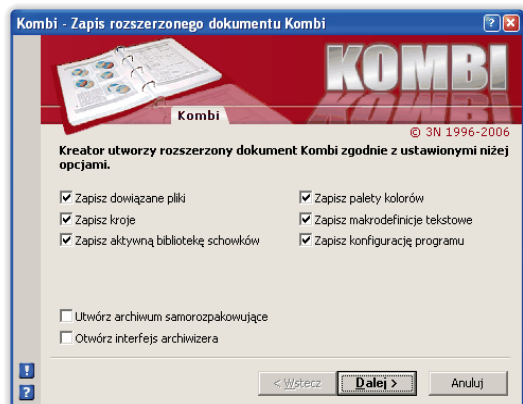 Kombi - Zapis rozszerzonego dokumentu Kombi
KOMBI
Kombi
© 3N 1996-2006
Kreator utworzy rozszerzony dokument Kombi zgodnie z ustawionymi niżej
opcjami.
Zapisz dowiązane pliki
Zapisz palety kolorów
Zapisz kroje
Zapisz makrodefinicje tekstowe
Zapisz aktywną bibliotekę schowków
Zapisz konfigurację programu
Utwórz archiwum samorozpakowujące
Otwórz interfejs archiwizera
< Wstecz Dalej > Anuluj